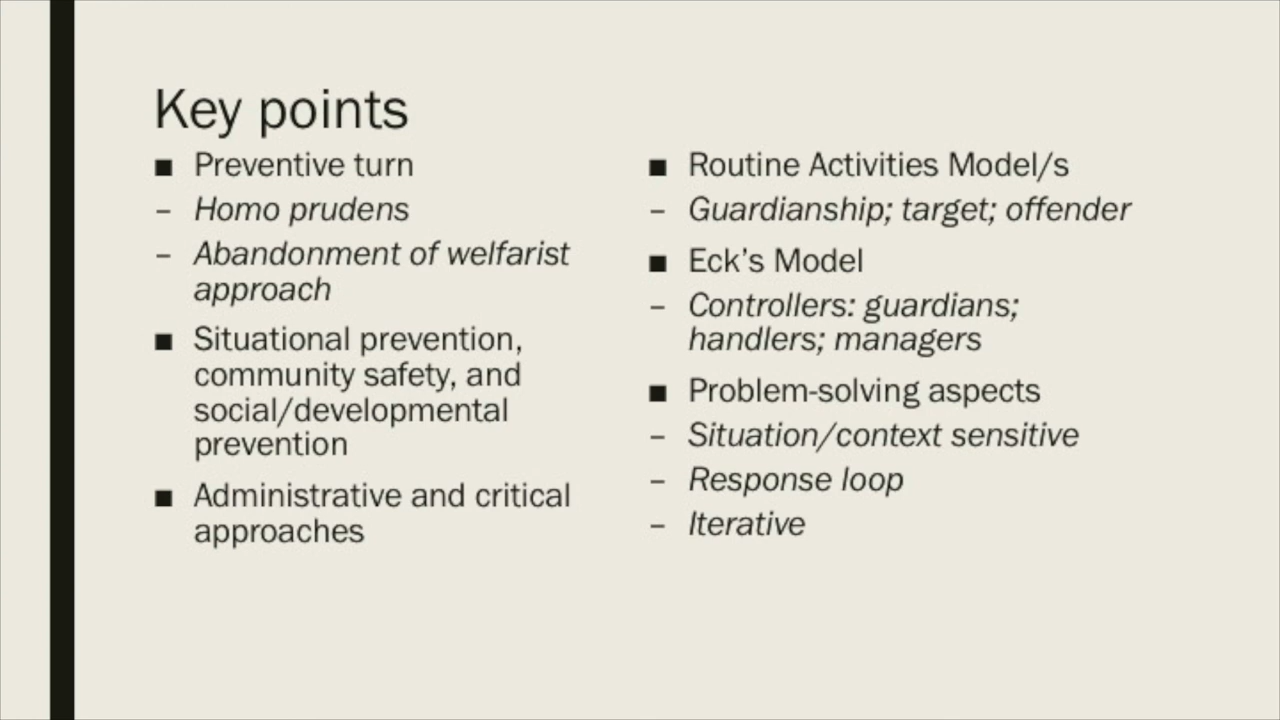 Key points
■ Preventive turn
– Homo prudens
– Abandonment of welfarist
approach
■ Situational prevention,
community safety, and
social/developmental
prevention
■ Administrative and critical
approaches
■ Routine Activities Model/s
– Guardianship; target; offender
■ Eck’s Model
– Controllers: guardians;
handlers; managers
■ Problem-solving aspects
– Situation/context sensitive
– Response loop
– Iterative